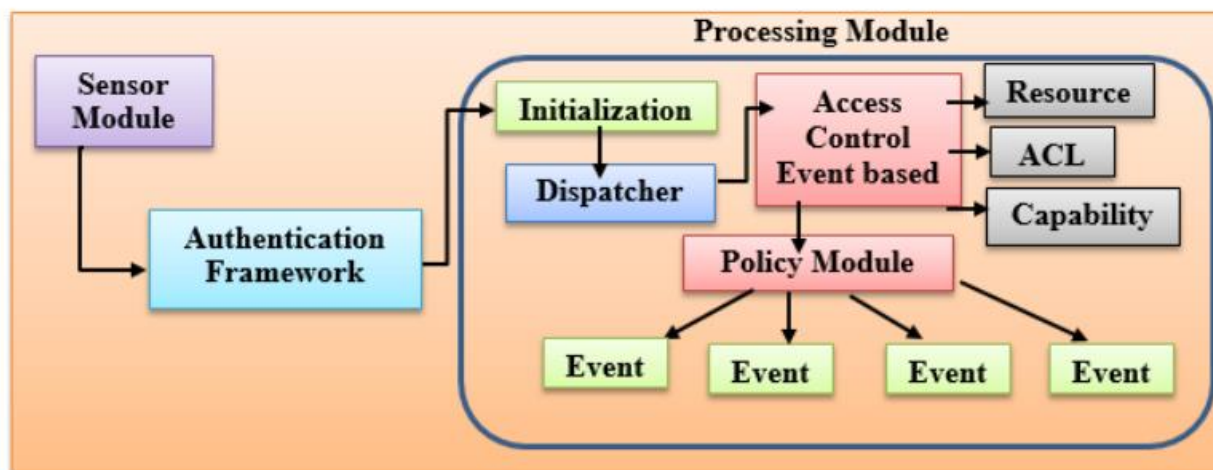 Processing Module
Sensor
Module
Initialization
Access
Control
Event based
Resource
ACL
Capability
Dispatcher
Authentication
Framework
Policy Module
Event
Event
Event
Event